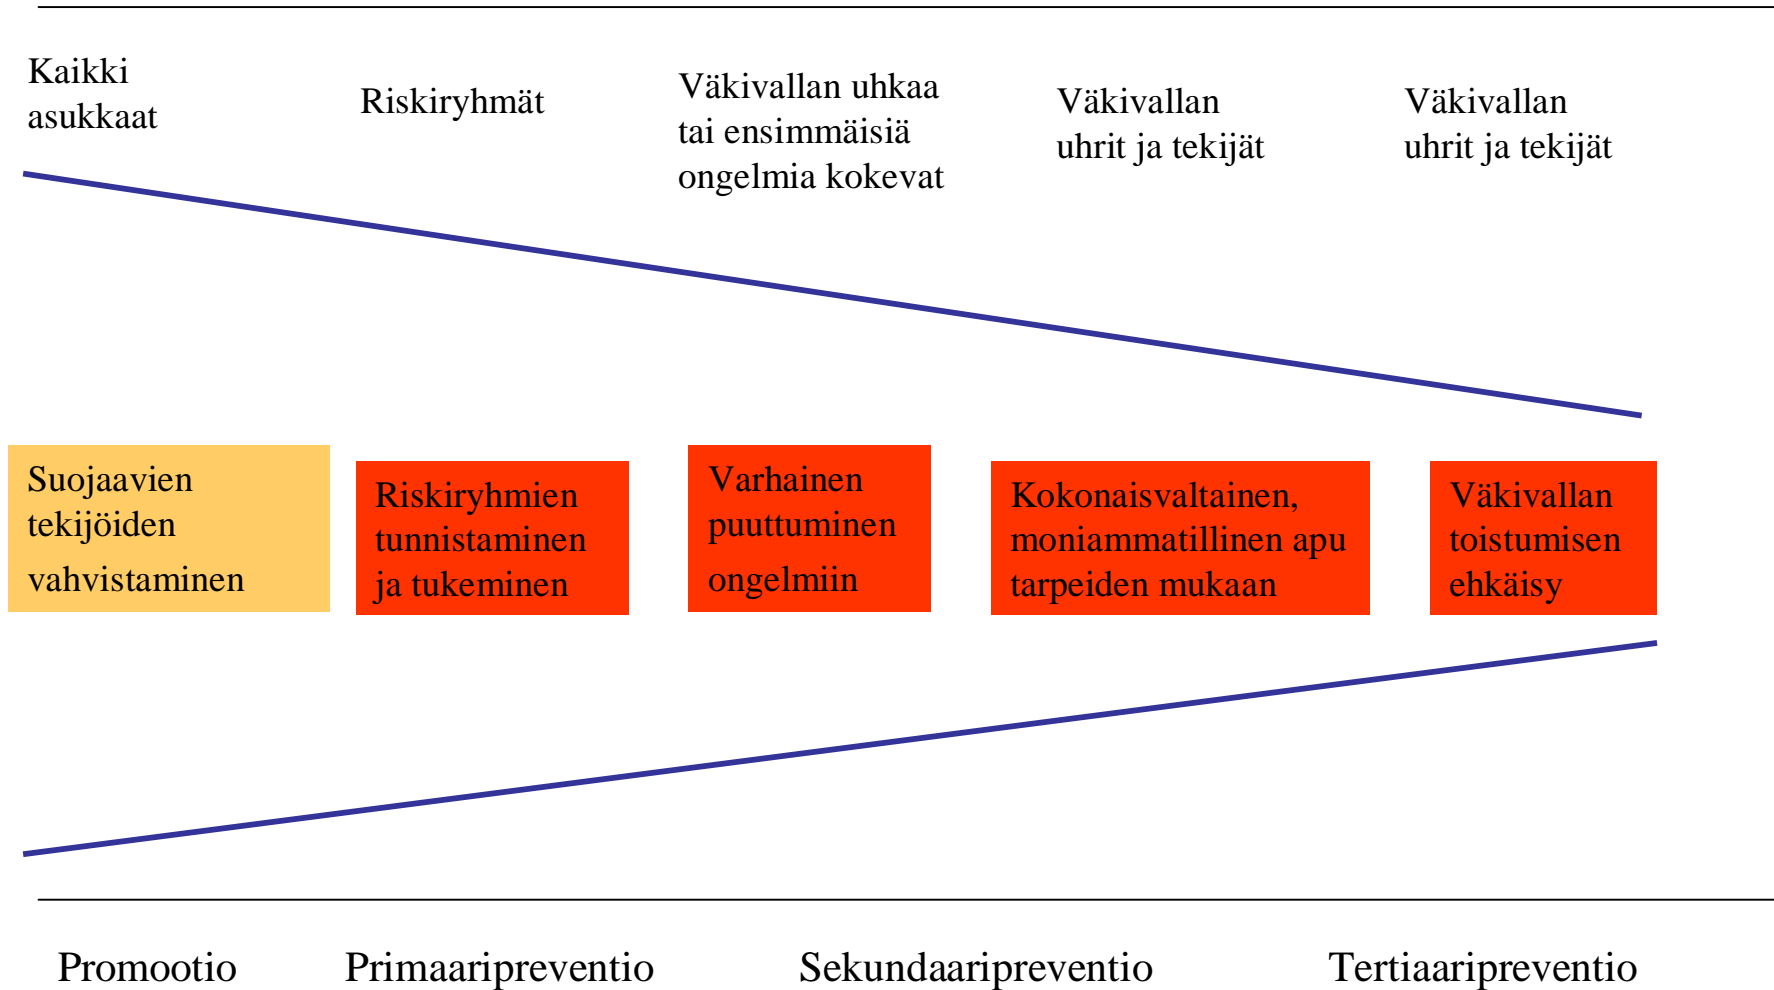 Kaikki
asukkaat
Riskiryhmät
Väkivallan uhkaa
tai ensimmäisiä
ongelmia kokevat
Väkivallan
uhrit ja tekijät
Väkivallan
uhrit ja tekijät
Suojaavien
tekijöiden
vahvistaminen
Riskiryhmien
tunnistaminen
ja tukeminen
Varhainen
puuttuminen
ongelmiin
Kokonaisvaltainen,
moniammatillinen apu
tarpeiden mukaan
Väkivallan
toistumisen
ehkäisy
Promootio
Primaaripreventio
Sekundaaripreventio
Tertiaaripreventio